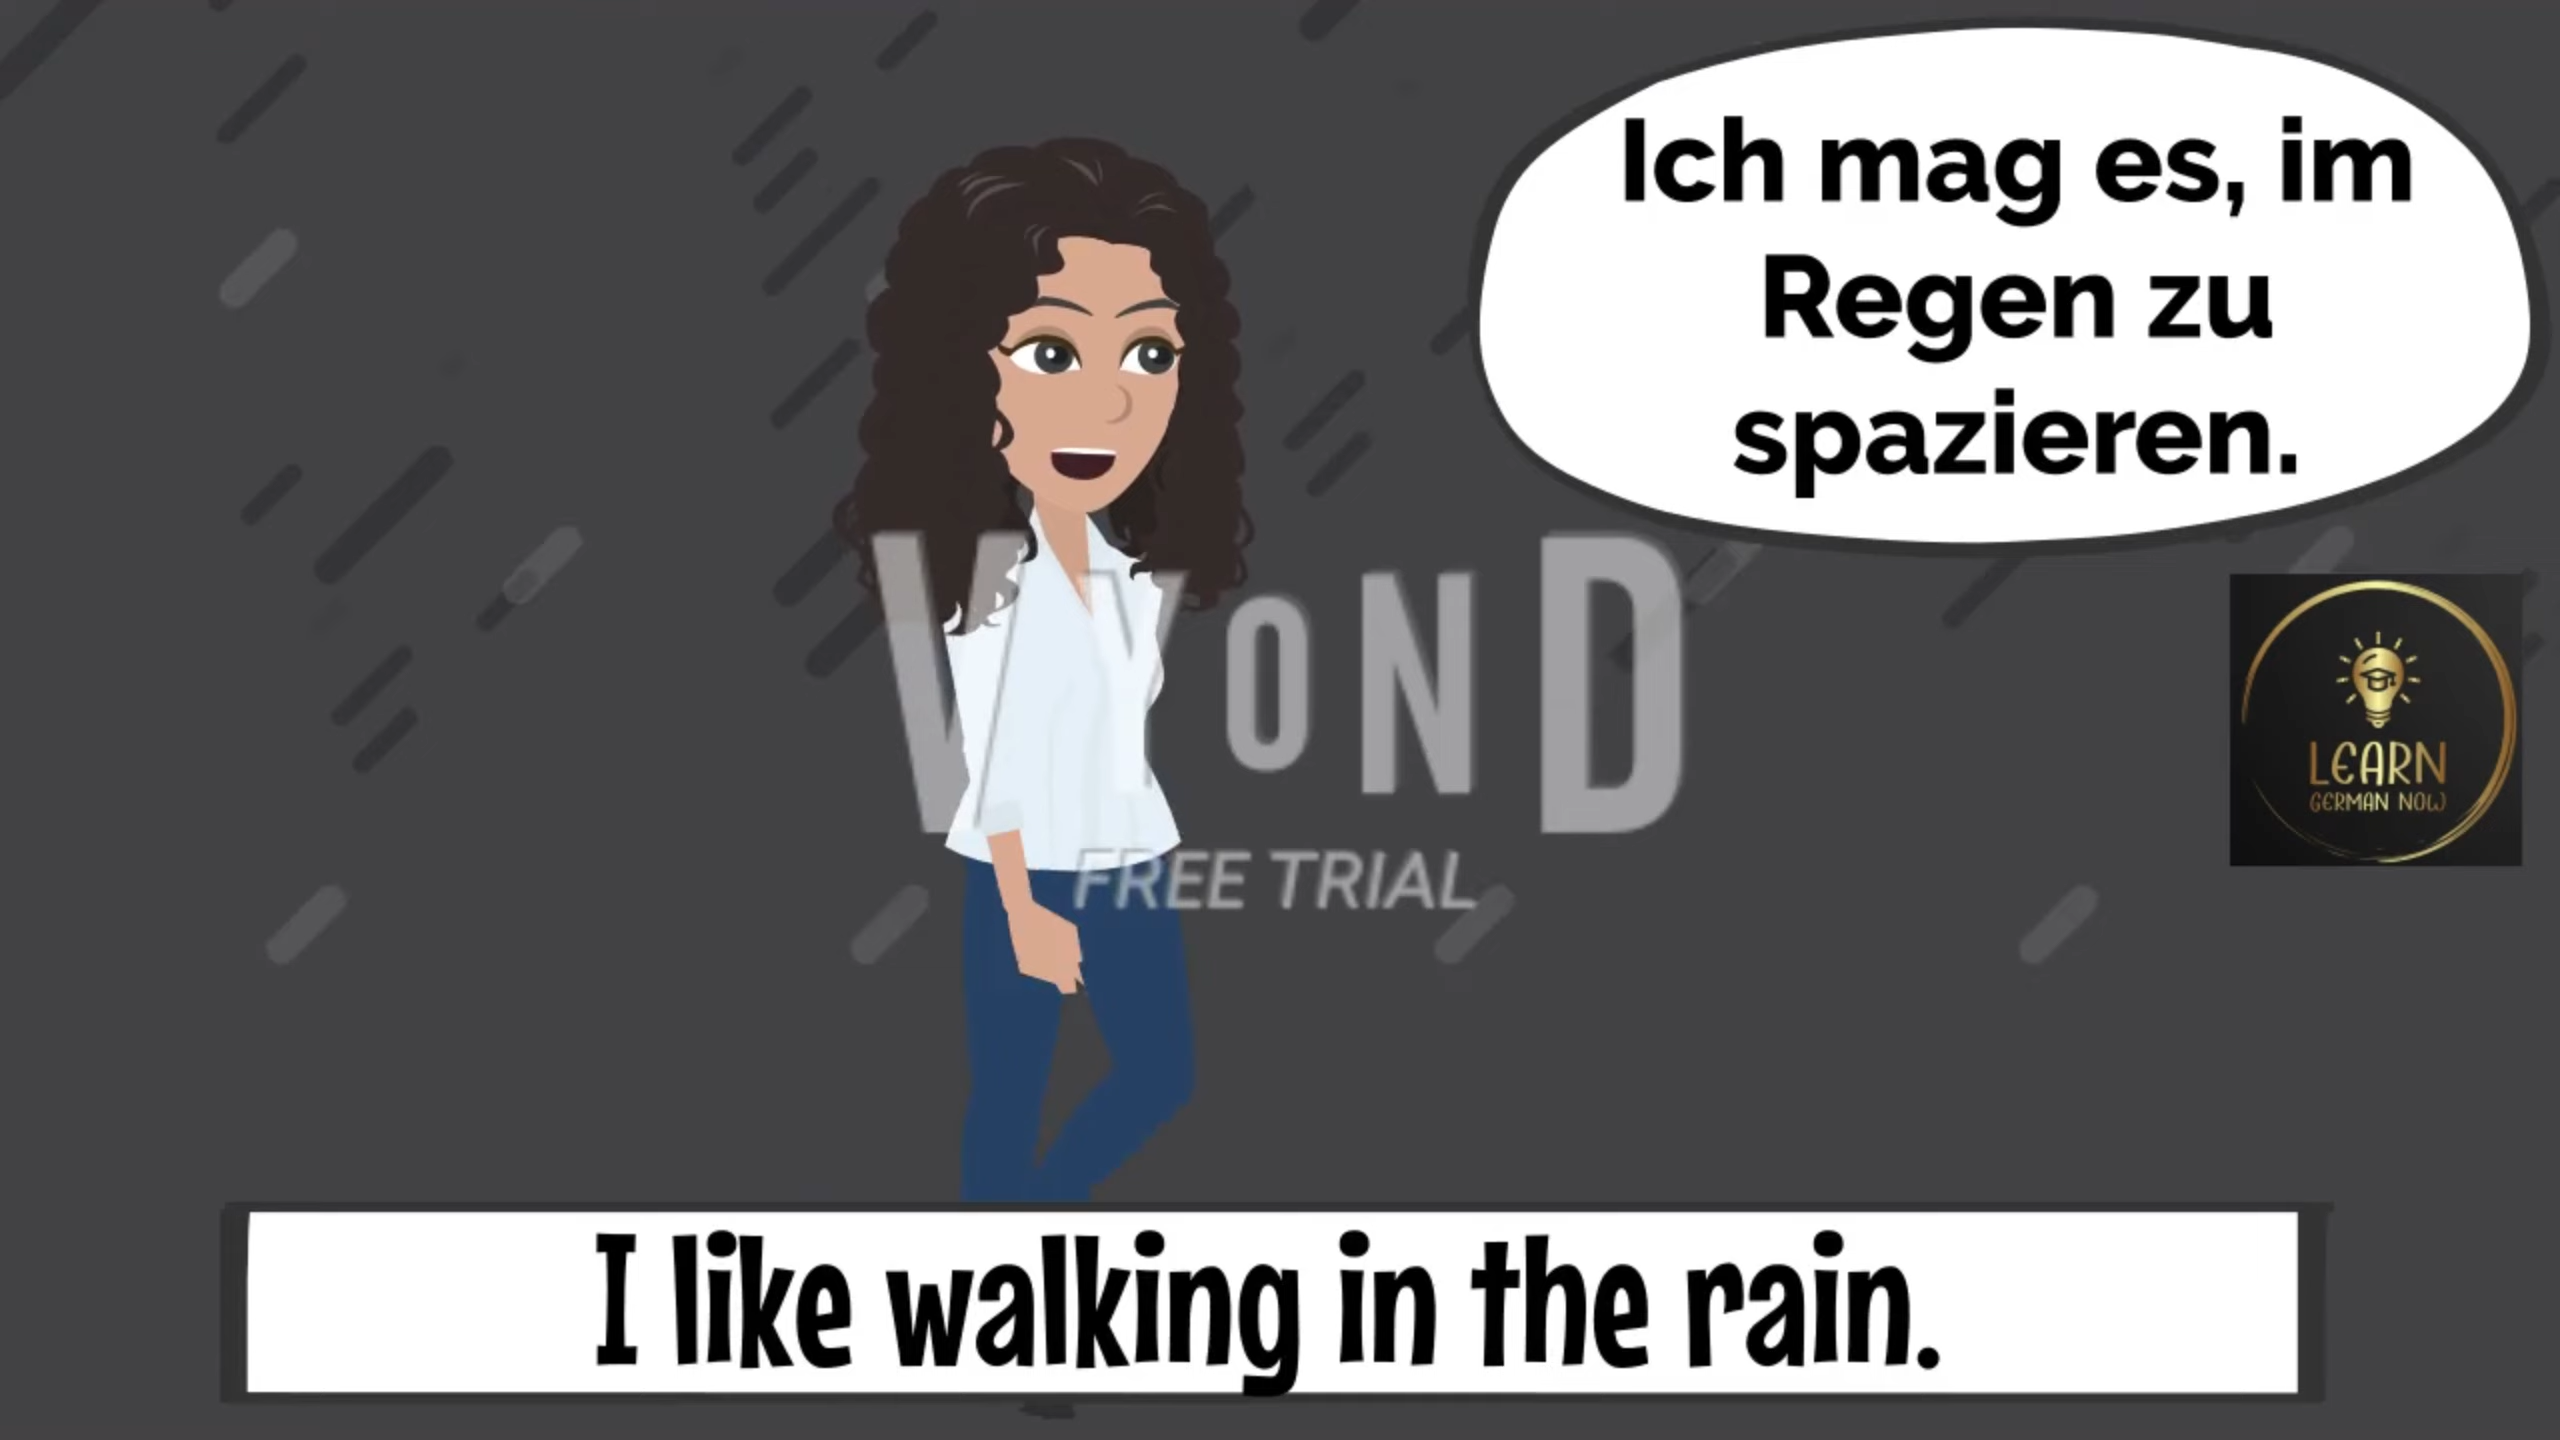 Ich mag es, im
Regen zu
spazieren.
VYOND
FREE TRIAL
LEARN
GERMAN NOW
I like walking in the rain.